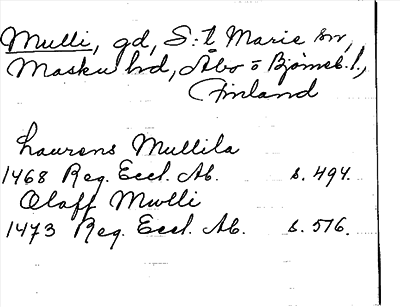 Mulli, gd, S:t Marie sn,
Masku hd, Åbo o Björneb. l.,
Finland
Laurens Mullila
1468 Reg. Eccl. Ab. s. 494.
Olaff Mulli
1473 Reg. Eccl. Ab. s. 516.